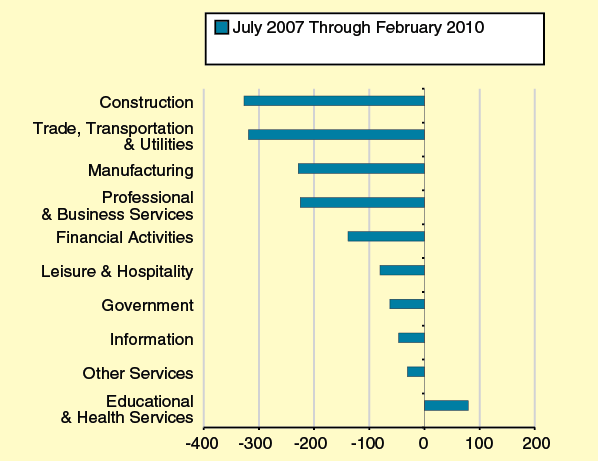 July 2007 Through February 2010
Construction
Trade, Transportation
& Utilities
Manufacturing
Professional
& Business Services
Financial Activities
Leisure & Hospitality
Government
Information
Other Services
Educational
& Health Services
-400 -300 -200 -100 0 100 200